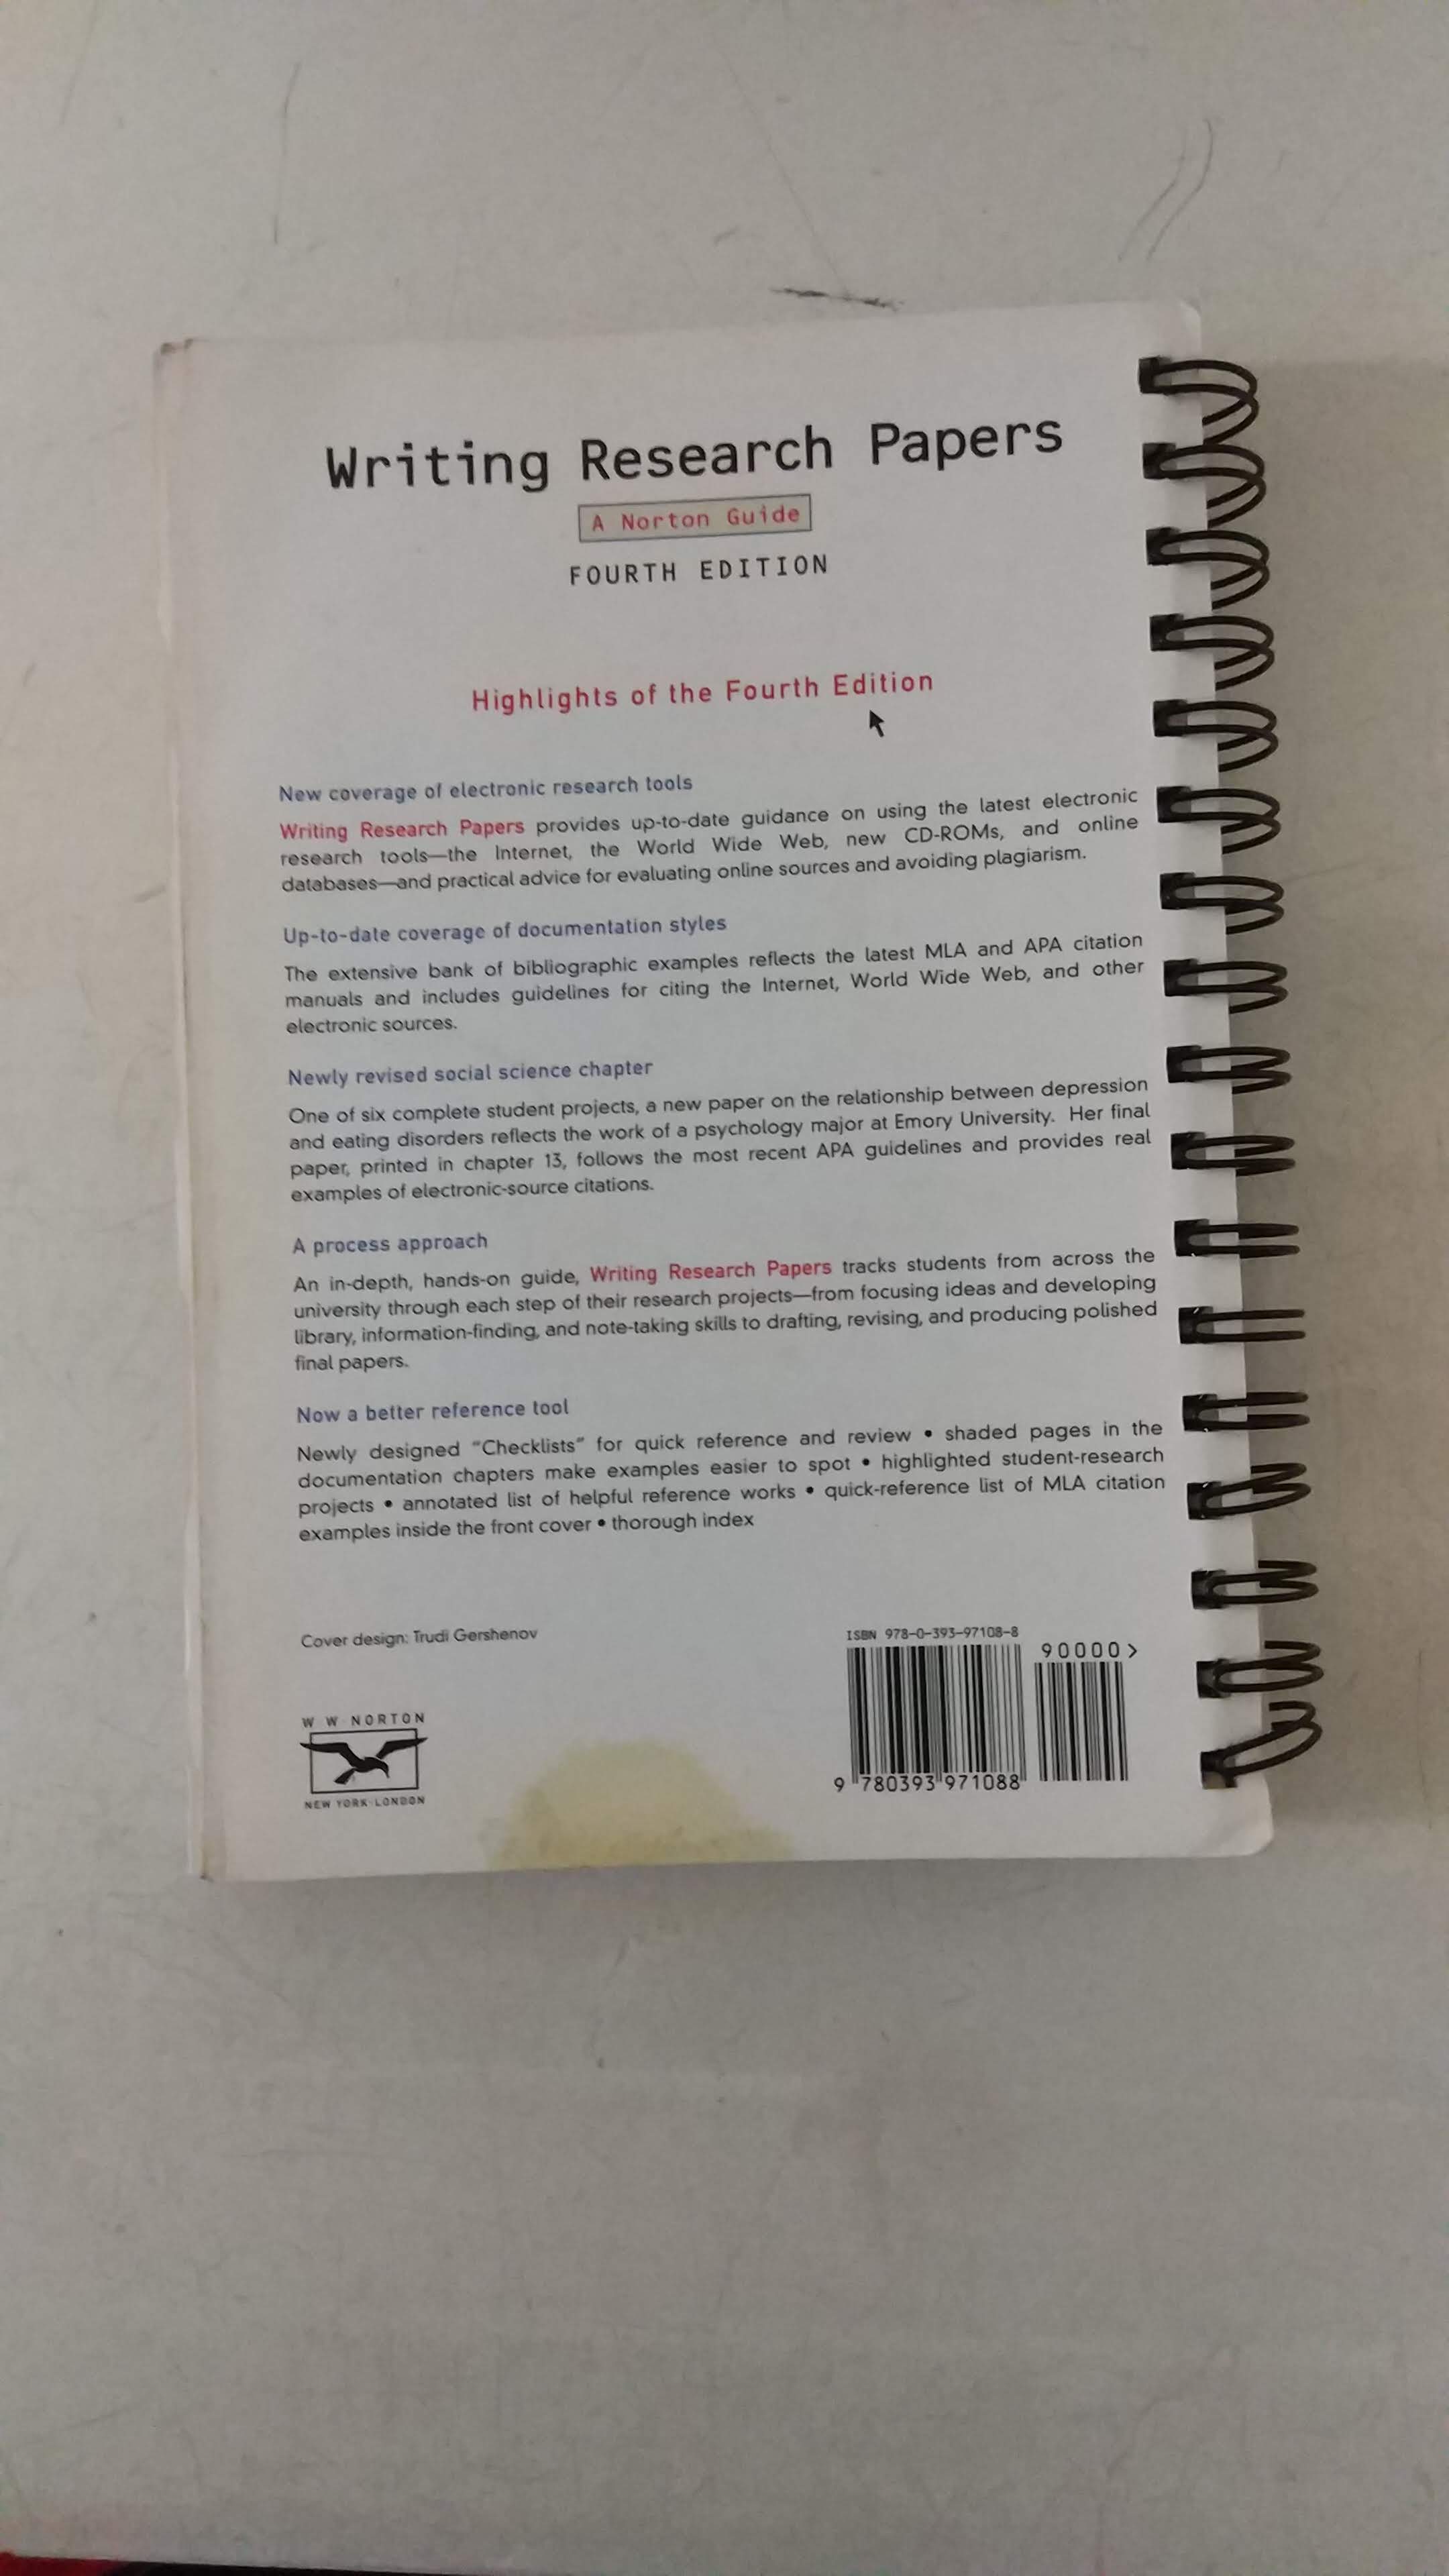 Writing Research Papers
A Norton Guide
FOURTH EDITION
Highlights of the Fourth Edition
New coverage of electronic research tools
Writing Research Papers provides up-to-date guidance on using the latest electronic
research tools—the Internet, the World Wide Web, new CD-ROMs, and online
databases—and practical advice for evaluating online sources and avoiding plagiarism.
Up-to-date coverage of documentation styles
The extensive bank of bibliographic examples reflects the latest MLA and APA citation
manuals and includes guidelines for citing the Internet, World Wide Web, and other
electronic sources.
Newly revised social science chapter
One of six complete student projects, a new paper on the relationship between depression
and eating disorders reflects the work of a psychology major at Emory University. Her final
paper, printed in chapter 13, follows the most recent APA guidelines and provides real
examples of electronic-source citations.
A process approach
An in-depth, hands-on guide, Writing Research Papers tracks students from across the
university through each step of their research projects—from focusing ideas and developing
library, information-finding, and note-taking skills to drafting, revising, and producing polished
final papers.
Now a better reference tool
Newly designed “Checklists” for quick reference and review • shaded pages in the
documentation chapters make examples easier to spot • highlighted student-research
projects • annotated list of helpful reference works • quick-reference list of MLA citation
examples inside the front cover • thorough index
Cover design: Trudi Gershenov
ISBN 978-0-393-97108-8
90000>
9 780393 971088
W W NORTON
NEW YORK·LONDON